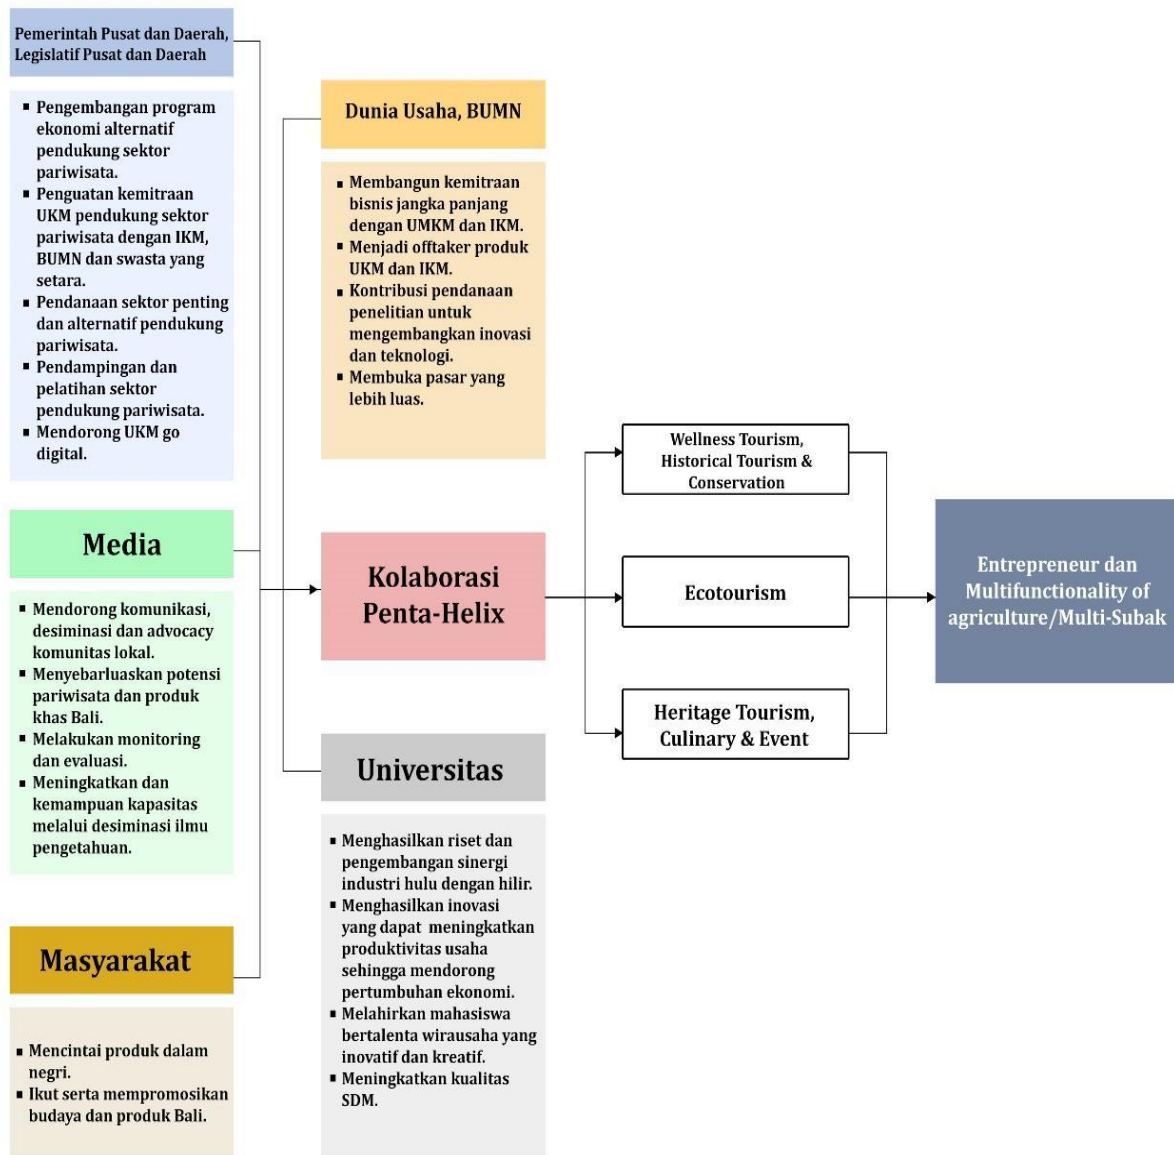 Pemerintah Pusat dan Daerah,
Legislatif Pusat dan Daerah
▪ Pengembangan program
ekonomi alternatif
pendukung sektor
pariwisata.
▪ Penguatan kemitraan
UKM pendukung sektor
pariwisata dengan IKM,
BUMN dan swasta yang
setara.
▪ Pendanaan sektor penting
dan alternatif pendukung
pariwisata.
▪ Pendampingan dan
pelatihan sektor
pendukung pariwisata.
▪ Mendorong UKM go
digital.
Media
▪ Mendorong komunikasi,
desiminasi dan advocacy
komunitas lokal.
▪ Menyebarluaskan potensi
pariwisata dan produk
khas Bali.
▪ Melakukan monitoring
dan evaluasi.
▪ Meningkatkan dan
kemampuan kapasitas
melalui desiminasi ilmu
pengetahuan.
Masyarakat
▪ Mencintai produk dalam
negri.
▪ Ikut serta mempromosikan
budaya dan produk Bali.
Dunia Usaha, BUMN
▪ Membangun kemitraan
bisnis jangka panjang
dengan UMKM dan IKM.
▪ Menjadi offtaker produk
UKM dan IKM.
▪ Kontribusi pendanaan
penelitian untuk
mengembangkan inovasi
dan teknologi.
▪ Membuka pasar yang
lebih luas.
Kolaborasi
Penta-Helix
Universitas
▪ Menghasilkan riset dan
pengembangan sinergi
industri hulu dengan hilir.
▪ Menghasilkan inovasi
yang dapat meningkatkan
produktivitas usaha
sehingga mendorong
pertumbuhan ekonomi.
▪ Melahirkan mahasiswa
bertalenta wirausaha yang
inovatif dan kreatif.
▪ Meningkatkan kualitas
SDM.
Wellness Tourism,
Historical Tourism &
Conservation
Ecotourism
Heritage Tourism,
Culinary & Event
Entrepreneur dan
Multifunctionality of
agriculture/Multi-Subak